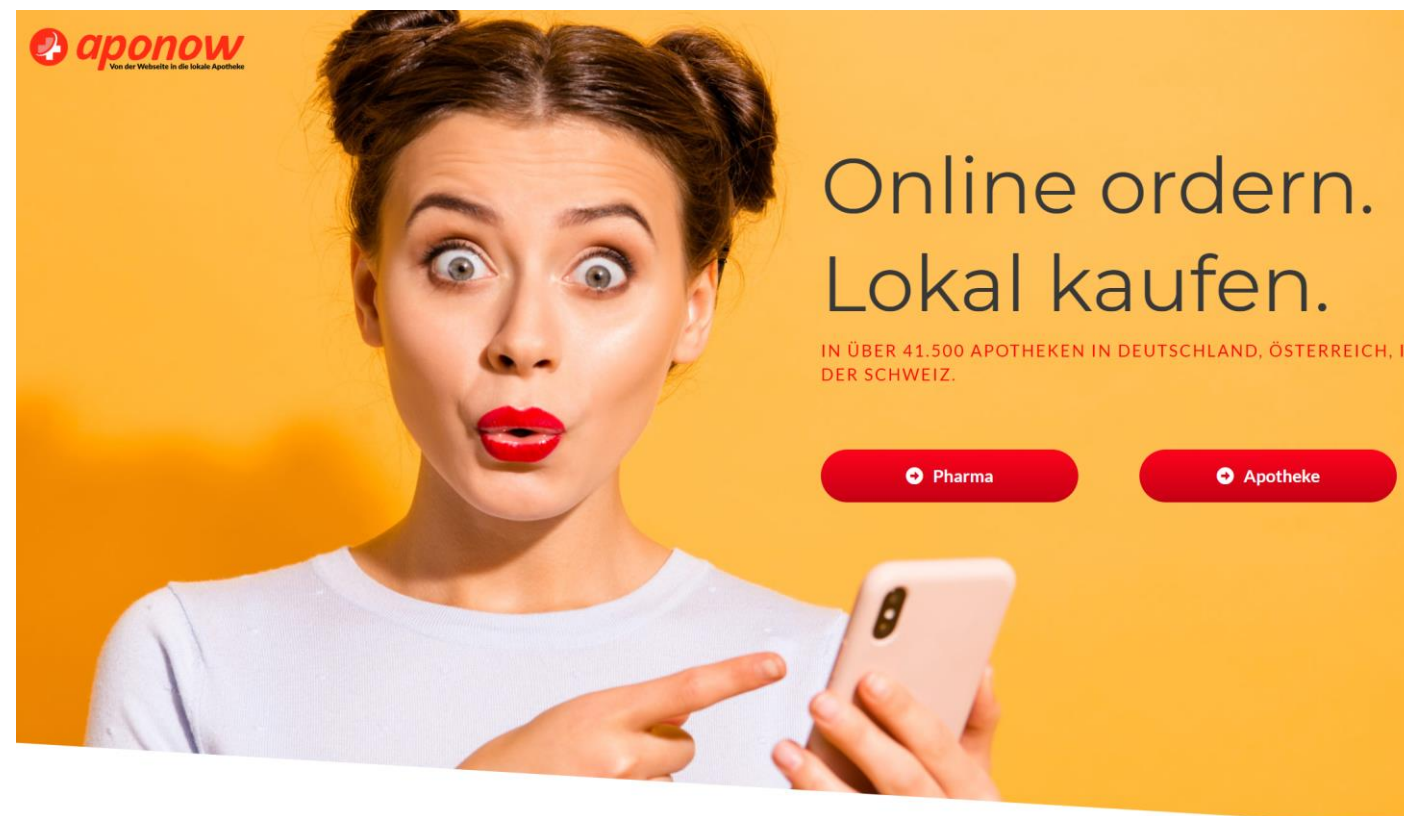 aponow
Von der Webseite in die lokale Apotheke
Online ordern.
Lokal kaufen.
IN ÜBER 41.500 APOTHEKEN IN DEUTSCHLAND, ÖSTERREICH,
DER SCHWEIZ.
Pharma
Apotheke